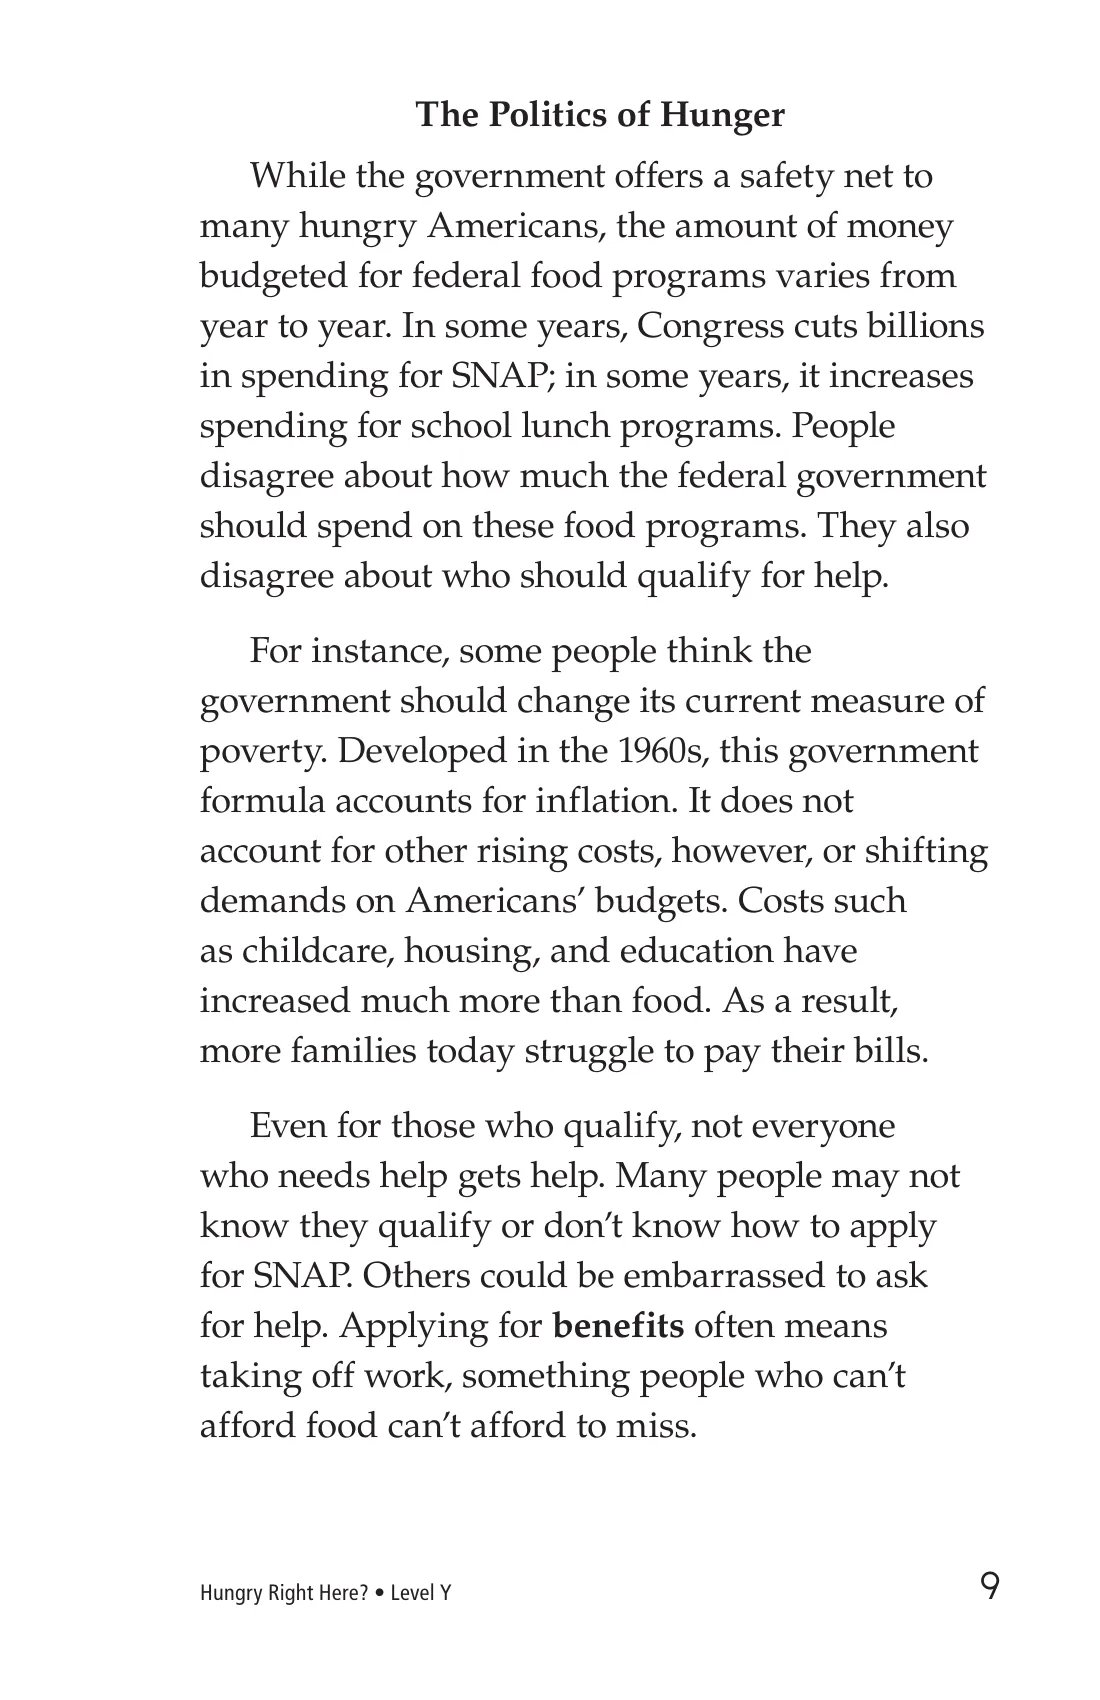 The Politics of Hunger
While the government offers a safety net to
many hungry Americans, the amount of money
budgeted for federal food programs varies from
year to year. In some years, Congress cuts billions
in spending for SNAP; in some years, it increases
spending for school lunch programs. People
disagree about how much the federal government
should spend on these food programs. They also
disagree about who should qualify for help.
For instance, some people think the
government should change its current measure of
poverty. Developed in the 1960s, this government
formula accounts for inflation. It does not
account for other rising costs, however, or shifting
demands on Americans’ budgets. Costs such
as childcare, housing, and education have
increased much more than food. As a result,
more families today struggle to pay their bills.
Even for those who qualify, not everyone
who needs help gets help. Many people may not
know they qualify or don’t know how to apply
for SNAP. Others could be embarrassed to ask
for help. Applying for benefits often means
taking off work, something people who can’t
afford food can’t afford to miss.
Hungry Right Here? • Level Y 9